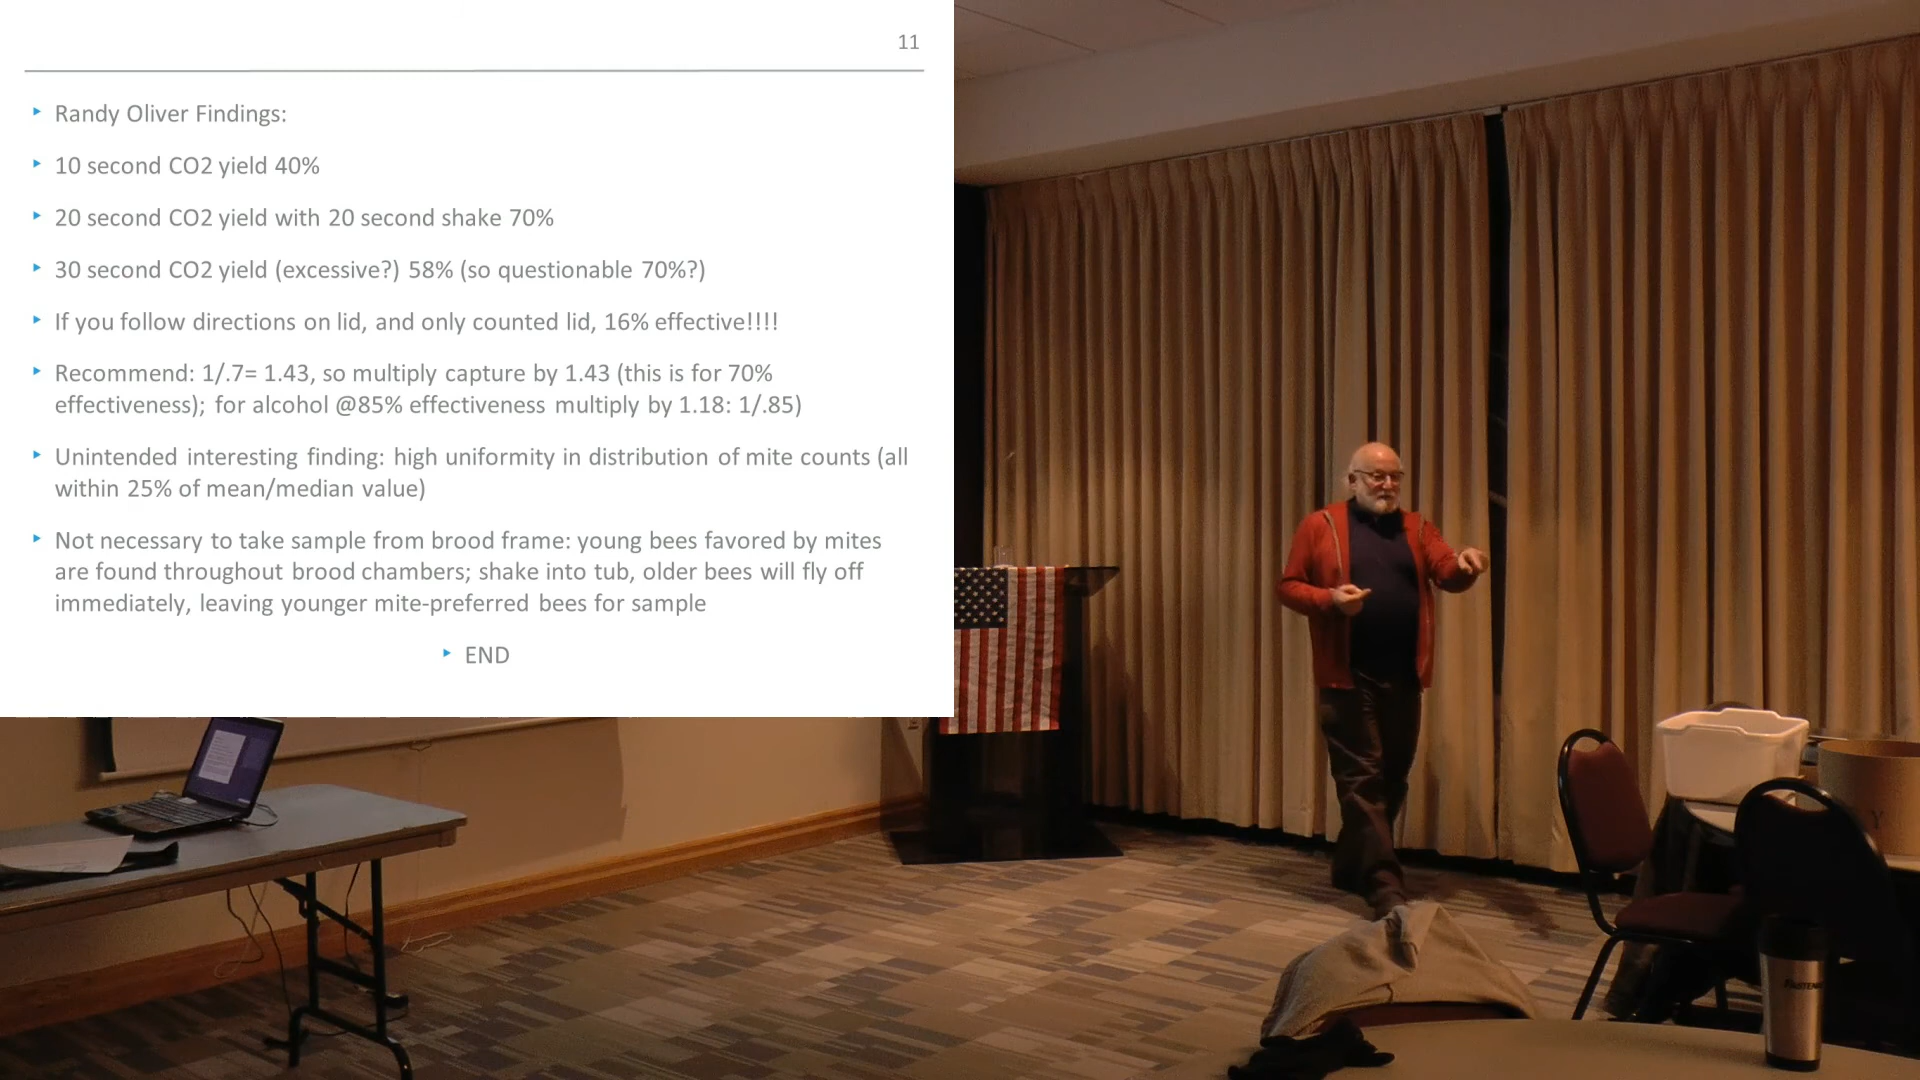 11
Randy Oliver Findings:
10 second CO2 yield 40%
20 second CO2 yield with 20 second shake 70%
30 second CO2 yield (excessive?) 58% (so questionable 70%?)
If you follow directions on lid, and only counted lid, 16% effective!!!!
Recommend: 1/.7= 1.43, so multiply capture by 1.43 (this is for 70%
effectiveness); for alcohol @85% effectiveness multiply by 1.18: 1/.85)
Unintended interesting finding: high uniformity in distribution of mite counts (all
within 25% of mean/median value)
Not necessary to take sample from brood frame: young bees favored by mites
are found throughout brood chambers; shake into tub, older bees will fly off
immediately, leaving younger mite-preferred bees for sample
END